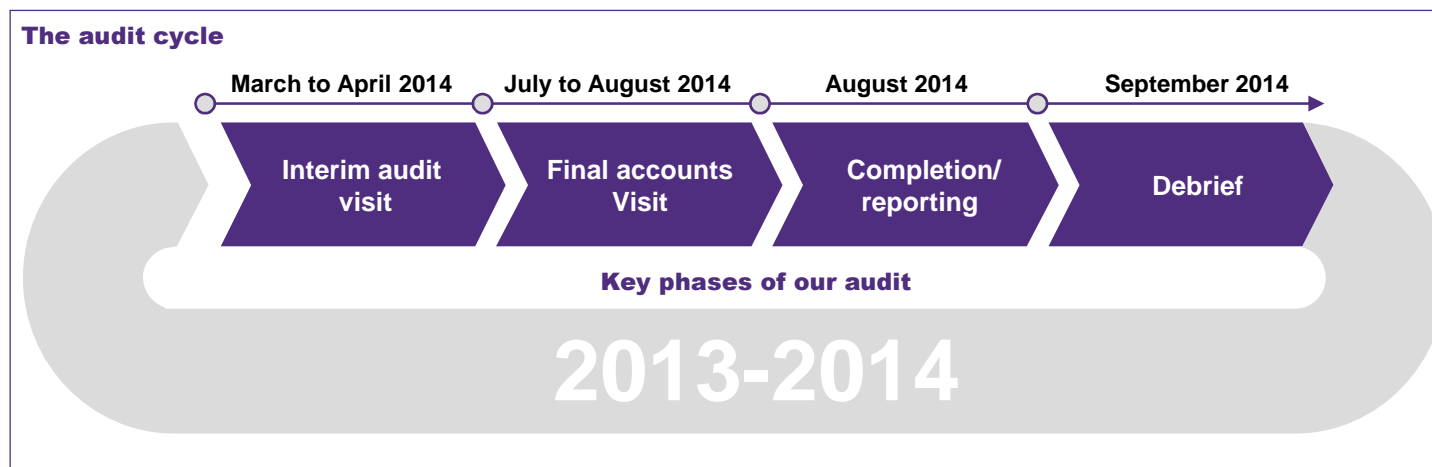 The audit cycle
March to April 2014
July to August 2014
August 2014
September 2014
Interim audit
visit
Final accounts
Visit
Completion/
reporting
Debrief
Key phases of our audit
2013-2014